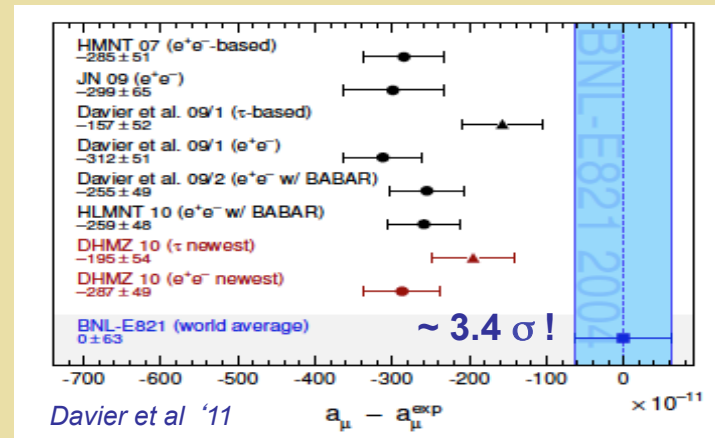 HMNT 07 (e⁺e⁻-based)
−285 ± 51
JN 09 (e⁺e⁻)
−299 ± 65
Davier et al. 09/1 (τ-based)
−157 ± 52
Davier et al. 09/1 (e⁺e⁻)
−312 ± 51
Davier et al. 09/2 (e⁺e⁻ w/ BABAR)
−255 ± 49
HLMNT 10 (e⁺e⁻ w/ BABAR)
−259 ± 48
DHMZ 10 (τ newest)
−195 ± 54
DHMZ 10 (e⁺e⁻ newest)
−287 ± 49
BNL-E821 (world average)
0 ± 63
~ 3.4 σ !
BNL-E821 2004
-700 -600 -500 -400 -300 -200 -100 0
× 10⁻¹¹
Davier et al ‘11
a_μ − a_μ^exp